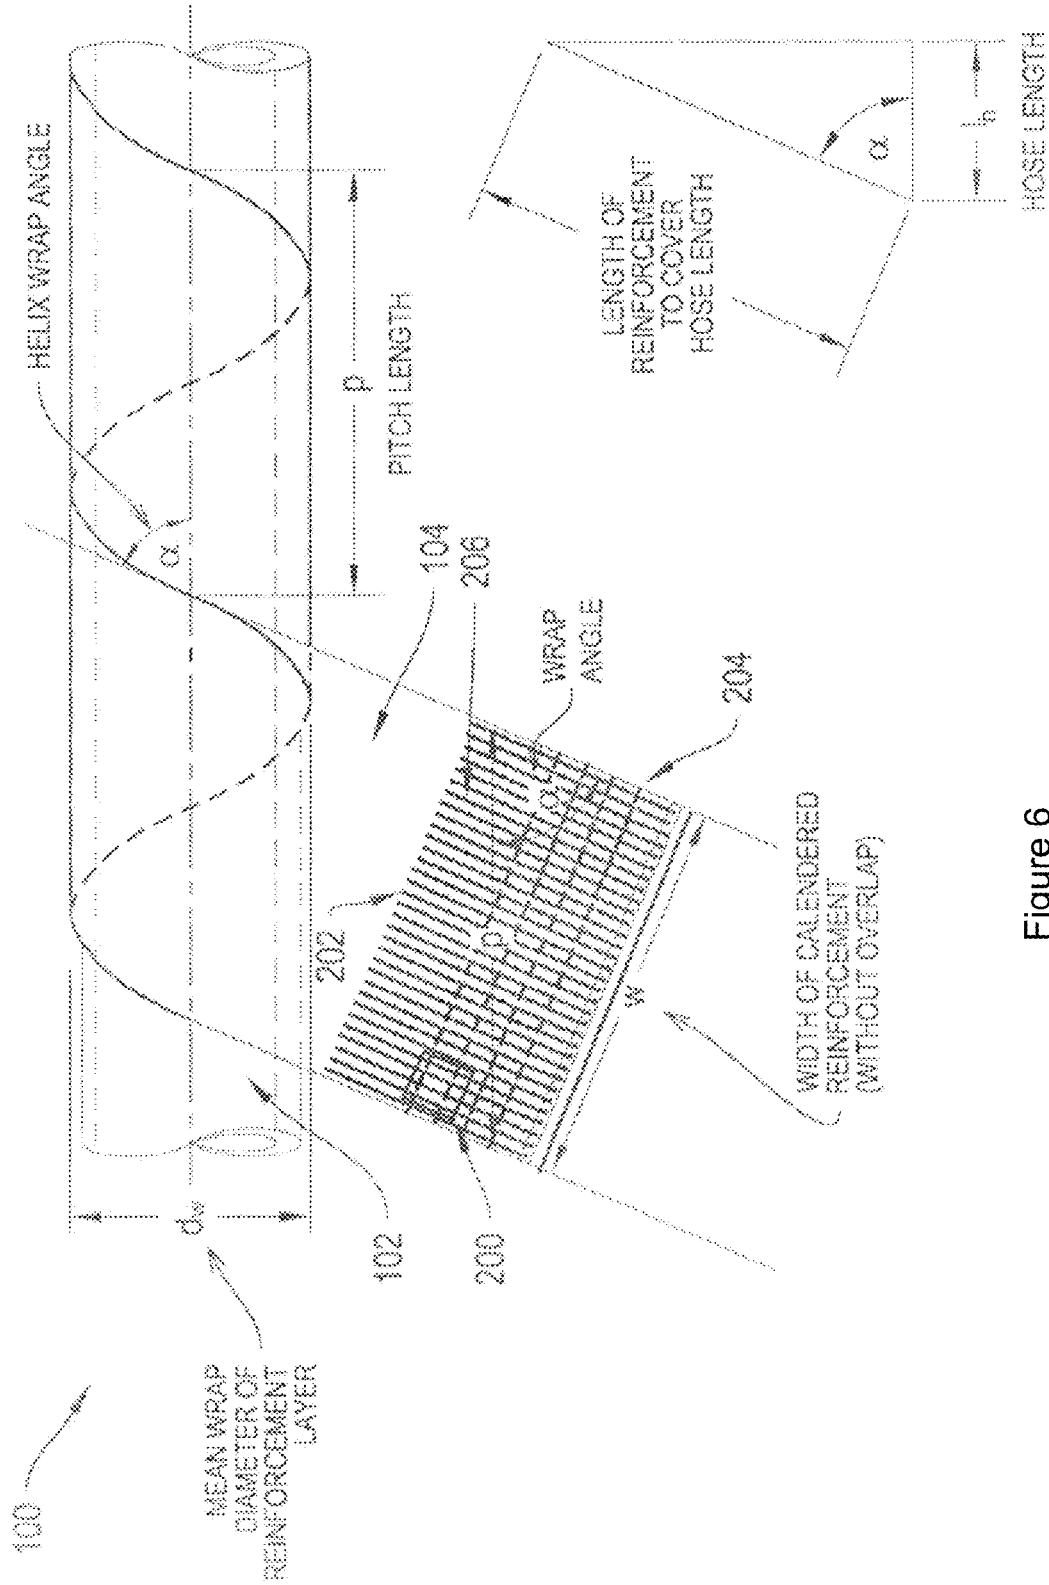 100
MEAN WRAP
DIAMETER OF
REINFORCEMENT
LAYER
dw
102
200
202
HELIX WRAP ANGLE
α
p
PITCH LENGTH
104
206
WRAP
ANGLE
α
p
204
w
WIDTH OF CALENDERED
REINFORCEMENT
(WITHOUT OVERLAP)
LENGTH OF
REINFORCEMENT
TO COVER
HOSE LENGTH
α
HOSE LENGTH
Figure 6